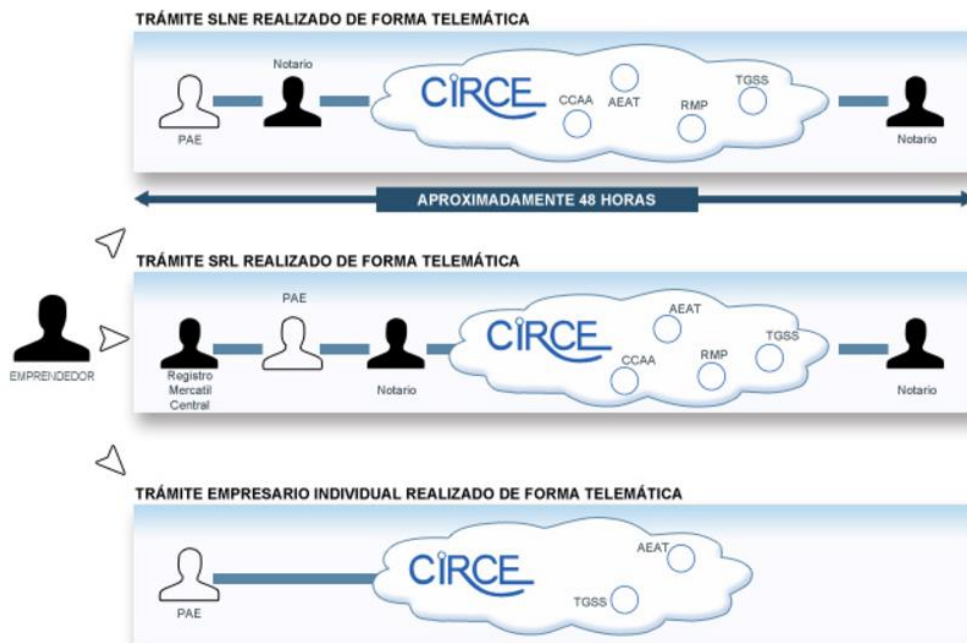 TRÁMITE SLNE REALIZADO DE FORMA TELEMÁTICA
PAE
Notario
CIRCE
CCAA
AEAT
RMP
TGSS
Notario
APROXIMADAMENTE 48 HORAS
EMPRENDEDOR
TRÁMITE SRL REALIZADO DE FORMA TELEMÁTICA
Registro
Mercatil
Central
PAE
Notario
CIRCE
CCAA
AEAT
RMP
TGSS
Notario
TRÁMITE EMPRESARIO INDIVIDUAL REALIZADO DE FORMA TELEMÁTICA
PAE
CIRCE
TGSS
AEAT